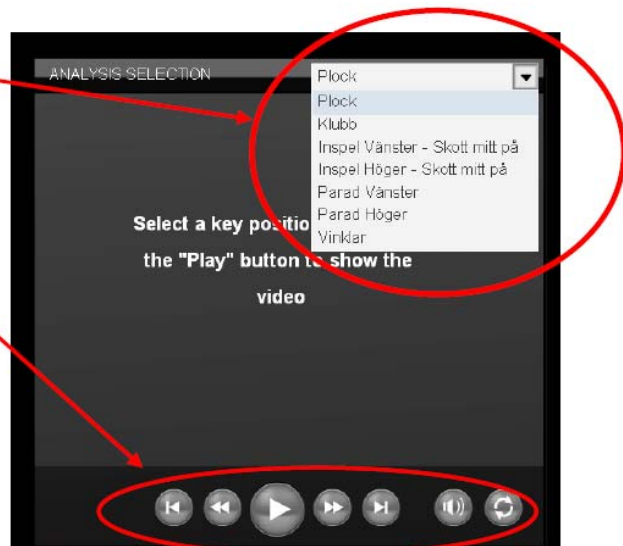 ANALYSIS SELECTION
Plock
Plock
Klubb
Inspel Vänster - Skott mitt på
Inspel Höger - Skott mitt på
Parad Vänster
Parad Höger
Vinklar
Select a key
the "Play" button to show the
video